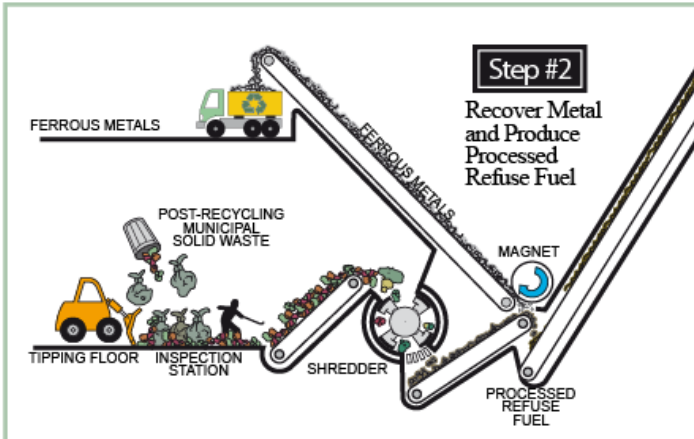 Step #2
Recover Metal
and Produce
Processed
Refuse Fuel
FERROUS METALS
FERROUS METALS
POST-RECYCLING
MUNICIPAL
SOLID WASTE
MAGNET
TIPPING FLOOR
INSPECTION
STATION
SHREDDER
PROCESSED
REFUSE
FUEL